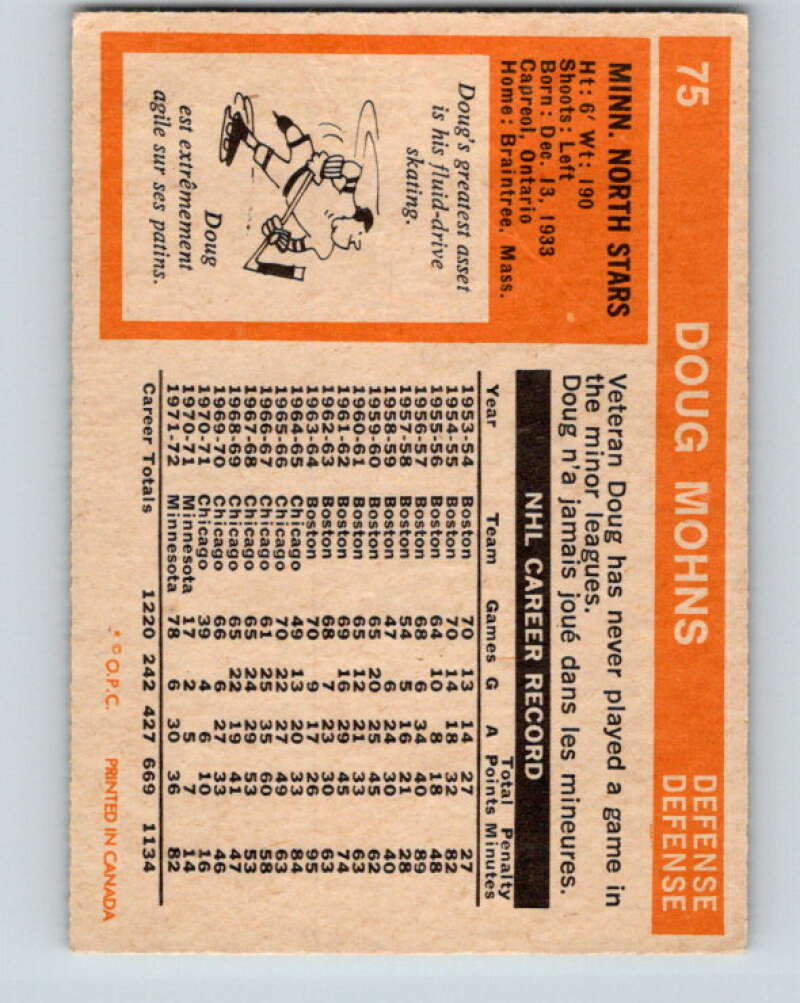 75 DOUG MOHNS DEFENSE
DEFENSE
MINN. NORTH STARS
Ht: 6' Wt: 190
Shoots: Left
Born: Dec. 13, 1933
Capreol, Ontario
Home: Braintree, Mass.
Doug's greatest asset
is his fluid-drive
skating.
Doug
est extrêmement
agile sur ses patins.
Veteran Doug has never played a game in
the minor leagues.
Doug n'a jamais joué dans les mineures.
NHL CAREER RECORD
Total Penalty
Year Team Games G A Points Minutes
1953-54 Boston 70 13 14 27 27
1954-55 Boston 70 14 18 32 82
1955-56 Boston 64 10 8 18 48
1956-57 Boston 68 6 34 40 89
1957-58 Boston 54 5 16 21 28
1958-59 Boston 47 6 24 30 40
1959-60 Boston 65 20 25 45 62
1960-61 Boston 65 12 21 33 63
1961-62 Boston 69 16 29 45 74
1962-63 Boston 68 7 23 30 63
1963-64 Boston 70 9 17 26 95
1964-65 Chicago 49 13 20 33 84
1965-66 Chicago 70 22 27 49 63
1966-67 Chicago 61 25 35 60 58
1967-68 Chicago 65 24 29 53 53
1968-69 Chicago 65 22 19 41 47
1969-70 Chicago 66 6 27 33 46
1970-71 Chicago 39 4 6 10 16
1970-71 Minnesota 17 2 5 7 14
1971-72 Minnesota 78 6 30 36 82
Career Totals 1220 242 427 669 1134
* © O.P.C. PRINTED IN CANADA